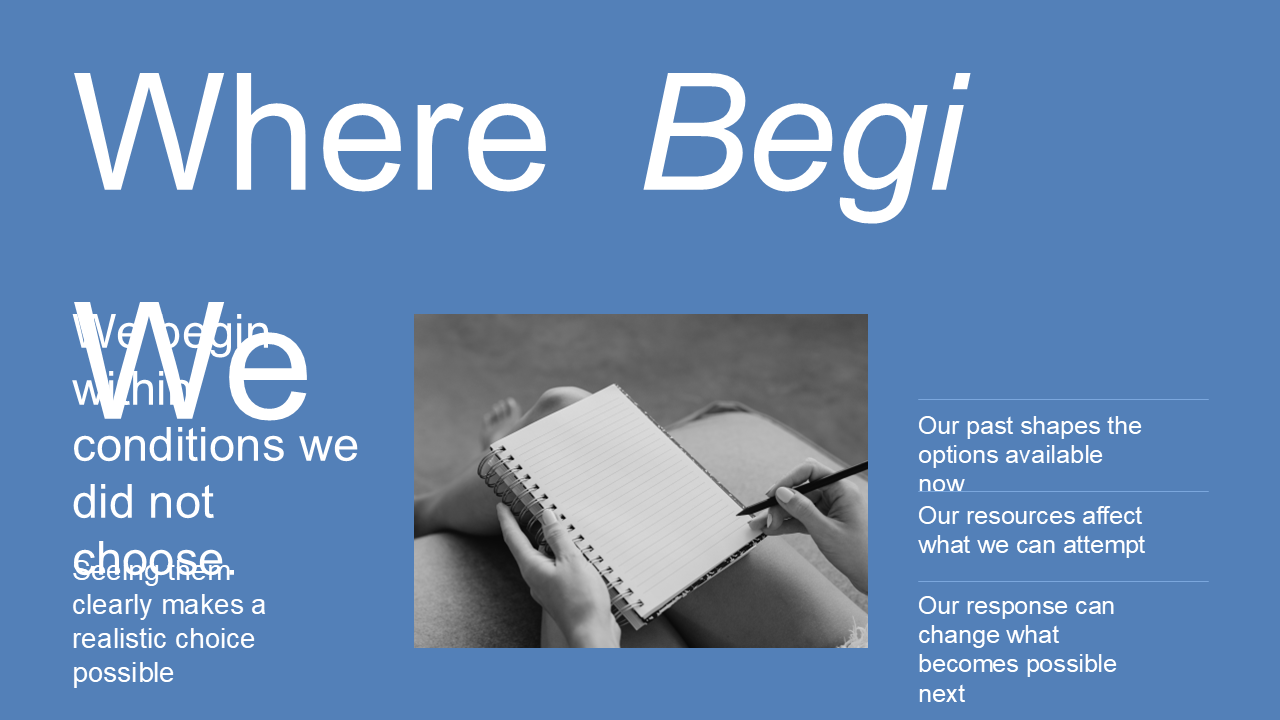 Where Begi
We
We begin
within
conditions we
did not
choose.
Seeing them
clearly makes a
realistic choice
possible
Our past shapes the
options available
now
Our resources affect
what we can attempt
Our response can
change what
becomes possible
next